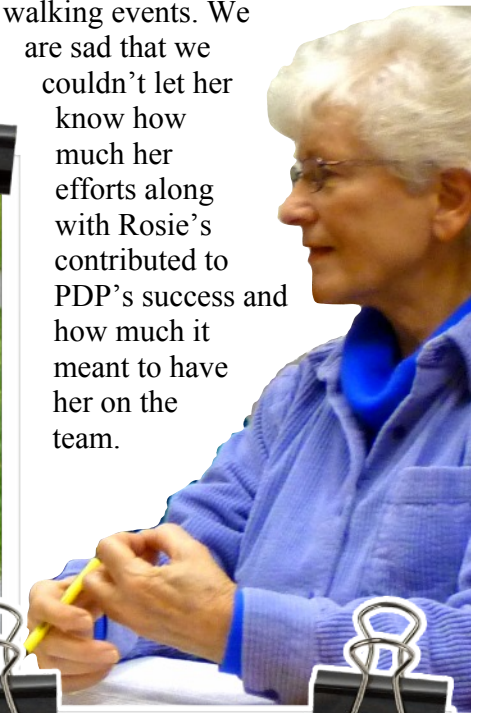 walking events. We
are sad that we
couldn’t let her
know how
much her
efforts along
with Rosie’s
contributed to
PDP’s success and
how much it
meant to have
her on the
team.